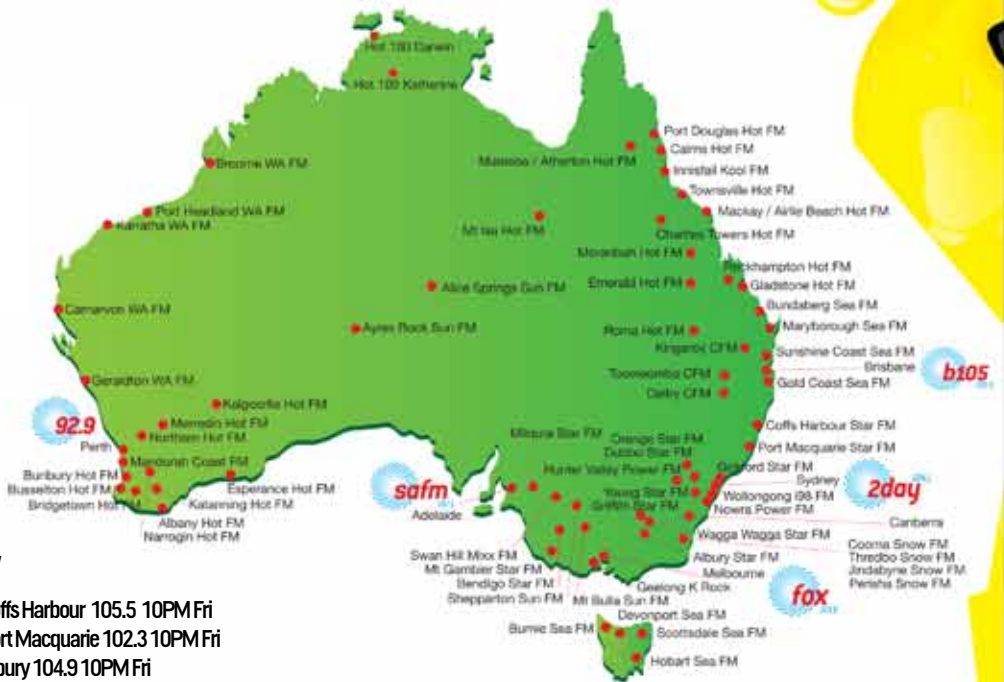 Hot 100 Darwin
Hot 100 Katherine
Port Douglas Hot FM
Cairns Hot FM
Mareeba / Atherton Hot FM
Innisfail Kool FM
Broome WA FM
Townsville Hot FM
Mackay / Airlie Beach Hot FM
Port Headland WA FM
Karratha WA FM
Mt Isa Hot FM
Charters Towers Hot FM
Moranbah Hot FM
Rockhampton Hot FM
Emerald Hot FM
Gladstone Hot FM
Alice Springs Sun FM
Carnarvon WA FM
Bundaberg Sea FM
Ayres Rock Sun FM
Roma Hot FM
Maryborough Sea FM
Kingaroy CFM
Sunshine Coast Sea FM
Brisbane
b105
Geraldton WA FM
Toowoomba CFM
Gold Coast Sea FM
Dalby CFM
Kalgoorlie Hot FM
92.9
Merredin Hot FM
Northam Hot FM
Coffs Harbour Star FM
Mildura Star FM
Orange Star FM
Dubbo Star FM
Port Macquarie Star FM
Perth
Mandurah Coast FM
Hunter Valley Power FM
Gosford Star FM
Sydney
2day
Bunbury Hot FM
Busselton Hot FM
Bridgetown Hot FM
Esperance Hot FM
Katanning Hot FM
safm
Adelaide
Young Star FM
Griffith Star FM
Wollongong i98 FM
Nowra Power FM
Albany Hot FM
Narrogin Hot FM
Canberra
Wagga Wagga Star FM
Cooma Snow FM
Thredbo Snow FM
Jindabyne Snow FM
Perisha Snow FM
Swan Hill Mixx FM
Mt Gambier Star FM
Bendigo Star FM
Shepparton Sun FM
Albury Star FM
Melbourne
Geelong K Rock
fox
Mt Bulla Sun FM
Devonport Sea FM
Burnie Sea FM
Scottsdale Sea FM
Hobart Sea FM
ffs Harbour 105.5 10PM Fri
rt Macquarie 102.3 10PM Fri
bury 104.9 10PM Fri